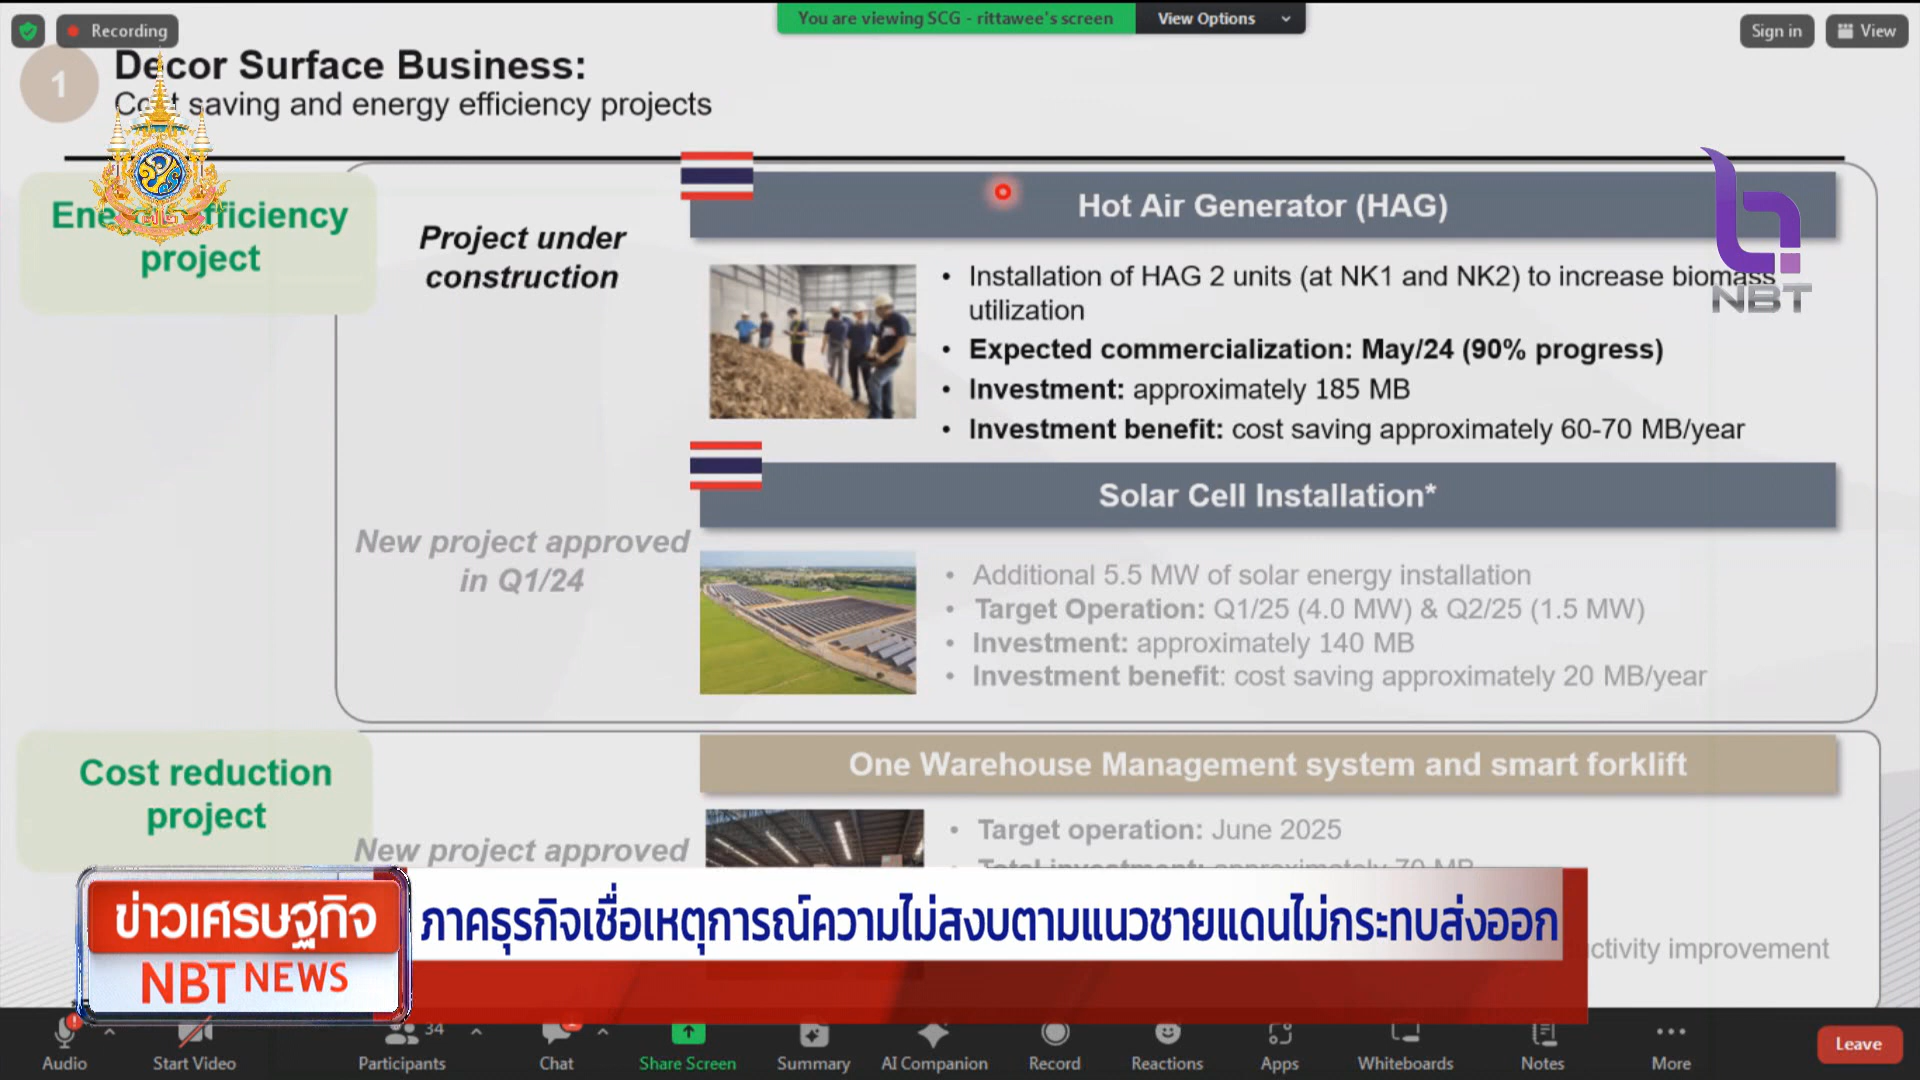 Recording
You are viewing SCG - rittawee's screen
View Options
Sign in
View
1
Decor Surface Business:
Cost saving and energy efficiency projects
Energy efficiency
project
Project under
construction
Hot Air Generator (HAG)
• Installation of HAG 2 units (at NK1 and NK2) to increase biomass
utilization
• Expected commercialization: May/24 (90% progress)
• Investment: approximately 185 MB
• Investment benefit: cost saving approximately 60-70 MB/year
NBT
Solar Cell Installation*
New project approved
in Q1/24
• Additional 5.5 MW of solar energy installation
• Target Operation: Q1/25 (4.0 MW) & Q2/25 (1.5 MW)
• Investment: approximately 140 MB
• Investment benefit: cost saving approximately 20 MB/year
Cost reduction
project
One Warehouse Management system and smart forklift
New project approved
• Target operation: June 2025
Total investment: approximately 70 MB
ctivity improvement
ข่าวเศรษฐกิจ
NBT NEWS
ภาคธุรกิจเชื่อเหตุการณ์ความไม่สงบตามแนวชายแดนไม่กระทบส่งออก
Audio
Start Video
34
Participants
Chat
Share Screen
Summary
AI Companion
Record
Reactions
Apps
Whiteboards
Notes
More
Leave